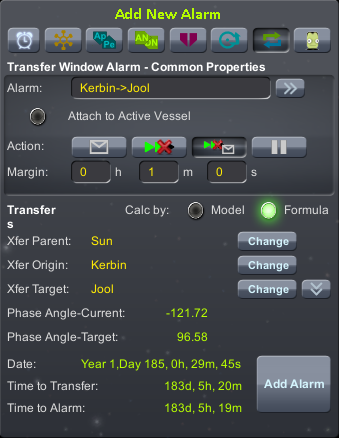 Add New Alarm
Ap Pe AN DN
Transfer Window Alarm - Common Properties
Alarm: Kerbin->Jool
Attach to Active Vessel
Action:
Margin: 0 h 1 m 0 s
Transfers Calc by: Model Formula
Xfer Parent: Sun Change
Xfer Origin: Kerbin Change
Xfer Target: Jool Change
Phase Angle-Current: -121.72
Phase Angle-Target: 96.58
Date: Year 1,Day 185, 0h, 29m, 45s
Time to Transfer: 183d, 5h, 20m
Add Alarm
Time to Alarm: 183d, 5h, 19m